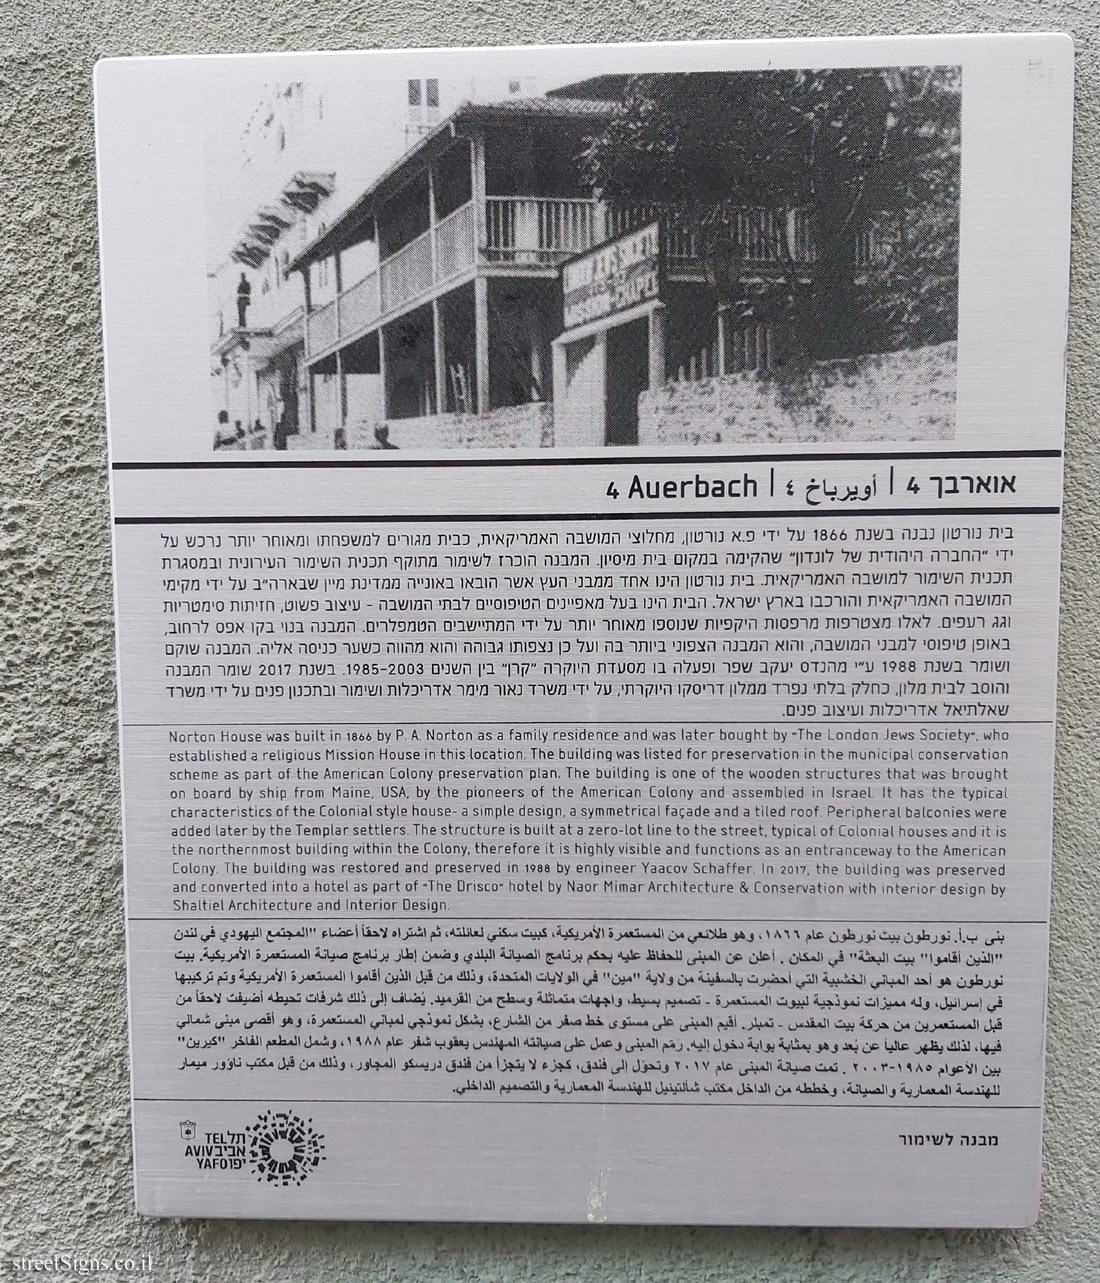 LONDON JEWS SOCIETY
MISSION-CHAPEL
אוארבך 4 | أويرباخ ٤ | Auerbach 4
בית נורטון נבנה בשנת 1866 על ידי פ.א נורטון, מחלוצי המושבה האמריקאית, כבית מגורים למשפחתו ומאוחר יותר נרכש על
ידי "החברה היהודית של לונדון" שהקימה במקום בית מיסיון. המבנה הוכרז לשימור מתוקף תכנית השימור העירונית ובמסגרת
תכנית השימור למושבה האמריקאית. בית נורטון הינו אחד ממבני העץ אשר הובאו באונייה ממדינת מיין שבארה"ב על ידי מקימי
המושבה האמריקאית והורכבו בארץ ישראל. הבית הינו בעל מאפיינים הטיפוסיים לבתי המושבה - עיצוב פשוט, חזיתות סימטריות
וגג רעפים. לאלו מצטרפות מרפסות היקפיות שנוספו מאוחר יותר על ידי המתיישבים הטמפלרים. המבנה בנוי בקו אפס לרחוב,
באופן טיפוסי למבני המושבה, והוא המבנה הצפוני ביותר בה ועל כן נצפותו גבוהה והוא מהווה כשער כניסה אליה. המבנה שוקם
ושומר בשנת 1988 ע"י מהנדס יעקב שפר ופעלה בו מסעדת היוקרה "קרן" בין השנים 1985-2003. בשנת 2017 שומר המבנה
והוסב לבית מלון, כחלק בלתי נפרד ממלון דריסקו היוקרתי, על ידי משרד נאור מימר אדריכלות ושימור ובתכנון פנים על ידי משרד
שאלתיאל אדריכלות ועיצוב פנים.
Norton House was built in 1866 by P. A. Norton as a family residence and was later bought by "The London Jews Society", who
established a religious Mission House in this location. The building was listed for preservation in the municipal conservation
scheme as part of the American Colony preservation plan. The building is one of the wooden structures that was brought
on board by ship from Maine, USA, by the pioneers of the American Colony and assembled in Israel. It has the typical
characteristics of the Colonial style house- a simple design, a symmetrical façade and a tiled roof. Peripheral balconies were
added later by the Templar settlers. The structure is built at a zero-lot line to the street, typical of Colonial houses and it is
the northernmost building within the Colony, therefore it is highly visible and functions as an entranceway to the American
Colony. The building was restored and preserved in 1988 by engineer Yaacov Schaffer. In 2017, the building was preserved
and converted into a hotel as part of "The Drisco" hotel by Naor Mimar Architecture & Conservation with interior design by
Shaltiel Architecture and Interior Design.
بنى ب.أ. نورطون بيت نورطون عام ١٨٦٦، وهو طلائعي من المستعمرة الأمريكية، كبيت سكني لعائلته، ثم اشتراه لاحقاً أعضاء "المجتمع اليهودي في لندن
"الذين أقاموا" بيت البعثة" في المكان . أعلن عن المبنى للحفاظ عليه بحكم برنامج الصيانة البلدي وضمن إطار برنامج صيانة المستعمرة الأمريكية. بيت
نورطون هو أحد المباني الخشبية التي أحضرت بالسفينة من ولاية "مين" في الولايات المتحدة، وذلك من قبل الذين أقاموا المستعمرة الأمريكية وتم تركيبها
في إسرائيل، وله مميزات نموذجية لبيوت المستعمرة - تصميم بسيط، واجهات متماثلة وسطح من القرميد. يُضاف إلى ذلك شرفات تحيطه أضيفت لاحقاً من
قبل المستعمرين من حركة بيت المقدس - تمبلر. أقيم المبنى على مستوى خط صفر من الشارع، بشكل نموذجي لمباني المستعمرة، وهو أقصى مبنى شمالي
فيها، لذلك يظهر عالياً عن بُعد وهو بمثابة بوابة دخول إليه. رمّم المبنى وعمل على صيانته المهندس يعقوب شفر عام ١٩٨٨، وشمل المطعم الفاخر "كيرين"
بين الأعوام ١٩٨٥-٢٠٠٣ . تمت صيانة المبنى عام ٢٠١٧ وتحوّل إلى فندق، كجزء لا يتجزأ من فندق دريسكو المجاور، وذلك من قبل مكتب ناؤور ميمار
للهندسة المعمارية والصيانة، وخططه من الداخل مكتب شألتيئيل للهندسة المعمارية والتصميم الداخلي.
מבנה לשימור
TEL תל
AVIV אביב
YAFO יפו
streetSigns.co.il